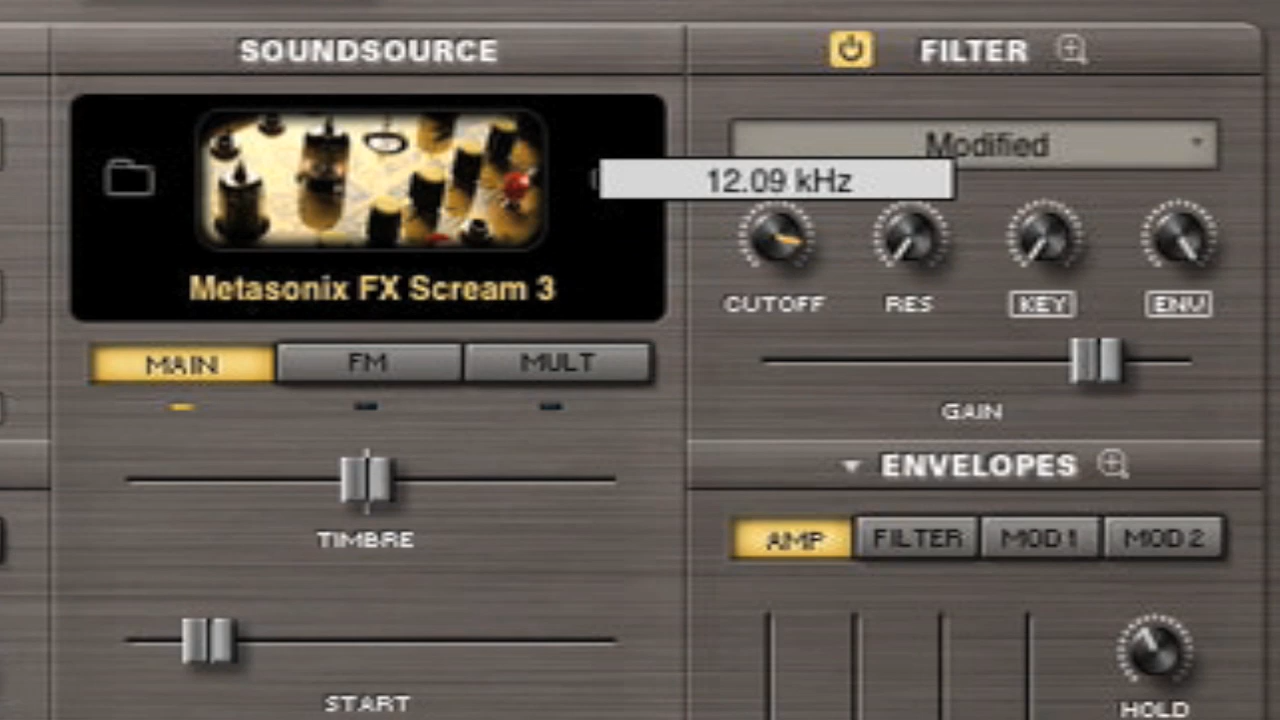 SOUNDSOURCE
FILTER
Modified
12.09 kHz
Metasonix FX Scream 3
CUTOFF RES KEY ENV
MAIN FM MULT
GAIN
ENVELOPES
TIMBRE
AMP FILTER MOD 1 MOD 2
START
HOLD